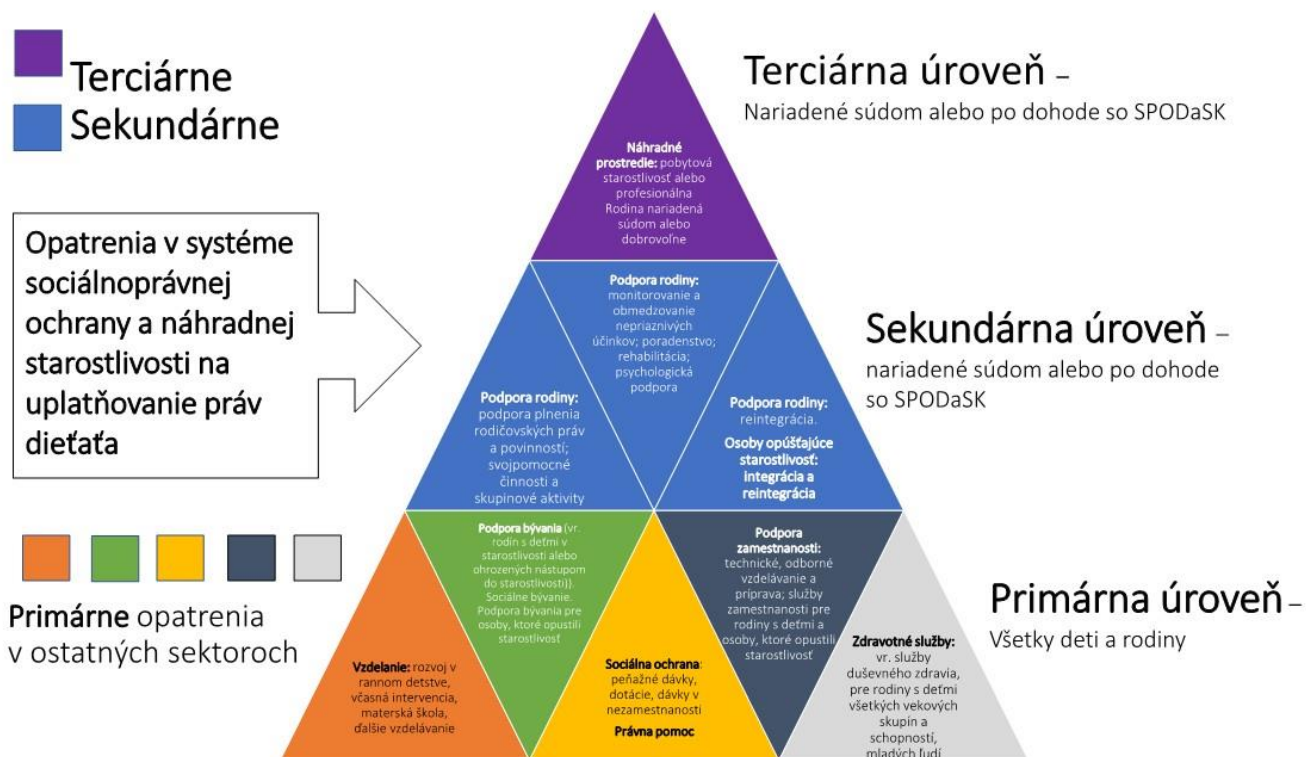 Terciárne
Sekundárne
Opatrenia v systéme
sociálnoprávnej
ochrany a náhradnej
starostlivosti na
uplatňovanie práv
dieťaťa
Primárne opatrenia
v ostatných sektoroch
Terciárna úroveň –
Nariadené súdom alebo po dohode so SPODaSK
Náhradné
prostredie: pobytová
starostlivosť alebo
profesionálna
Rodina nariadená
súdom alebo
dobrovoľne
Sekundárna úroveň –
nariadené súdom alebo po dohode
so SPODaSK
Podpora rodiny:
monitorovanie a
obmedzovanie
nepriaznivých
účinkov; poradenstvo;
rehabilitácia;
psychologická
podpora
Podpora rodiny:
podpora plnenia
rodičovských práv
a povinností;
svojpomocné
činnosti a
skupinové aktivity
Podpora rodiny:
reintegrácia.
Osoby opúšťajúce
starostlivosť:
integrácia a
reintegrácia
Primárna úroveň –
Všetky deti a rodiny
Vzdelanie: rozvoj v
rannom detstve,
včasná intervencia,
materská škola,
ďalšie vzdelávanie
Podpora bývania (vr.
rodín s deťmi v
starostlivosti alebo
ohrozených nástupom
do starostlivosti)).
Sociálne bývanie.
Podpora bývania pre
osoby, ktoré opustili
starostlivosť
Sociálna ochrana:
peňažné dávky,
dotácie, dávky v
nezamestnanosti
Právna pomoc
Podpora
zamestnanosti:
technické, odborné
vzdelávanie a
príprava; služby
zamestnanosti pre
rodiny s deťmi a
osoby, ktoré opustili
starostlivosť
Zdravotné služby:
vr. služby
duševného zdravia,
pre rodiny s deťmi
všetkých vekových
skupín a
schopností,
mladých ľudí